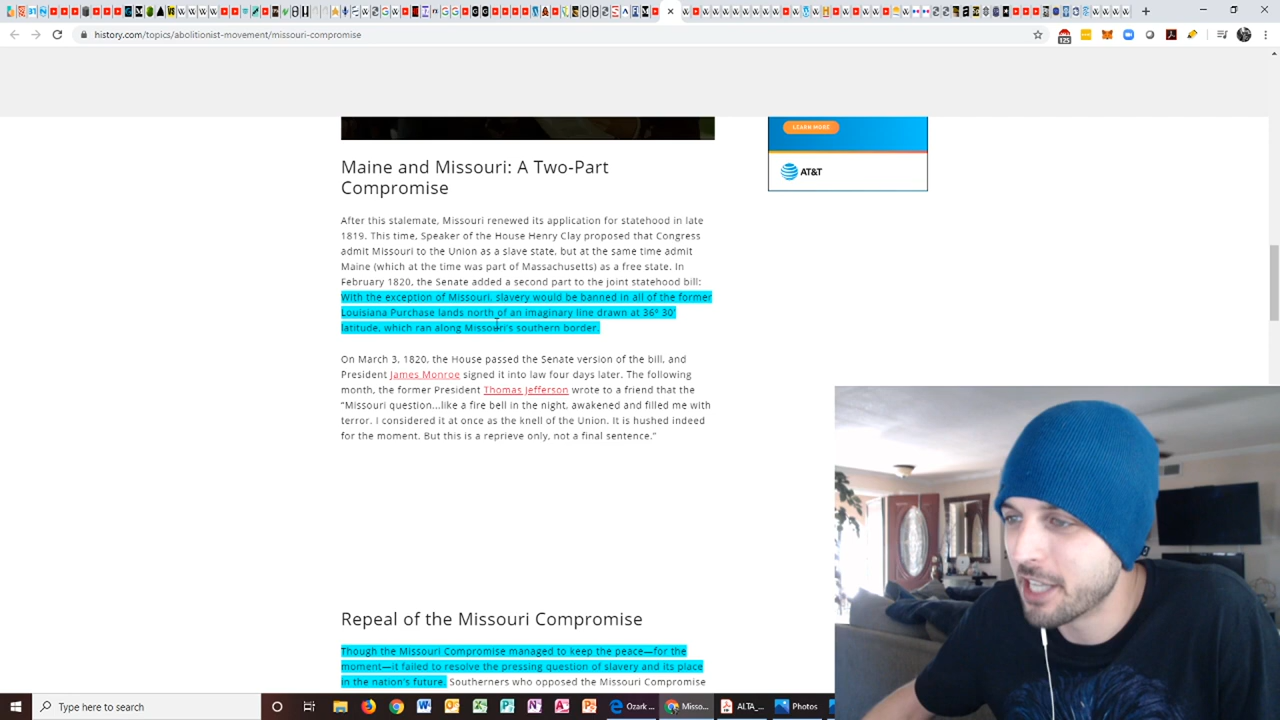 history.com/topics/abolitionist-movement/missouri-compromise
125
LEARN MORE
AT&T
Maine and Missouri: A Two-Part
Compromise
After this stalemate, Missouri renewed its application for statehood in late
1819. This time, Speaker of the House Henry Clay proposed that Congress
admit Missouri to the Union as a slave state, but at the same time admit
Maine (which at the time was part of Massachusetts) as a free state. In
February 1820, the Senate added a second part to the joint statehood bill:
With the exception of Missouri, slavery would be banned in all of the former
Louisiana Purchase lands north of an imaginary line drawn at 36º 30'
latitude, which ran along Missouri's southern border.
On March 3, 1820, the House passed the Senate version of the bill, and
President James Monroe signed it into law four days later. The following
month, the former President Thomas Jefferson wrote to a friend that the
“Missouri question...like a fire bell in the night, awakened and filled me with
terror. I considered it at once as the knell of the Union. It is hushed indeed
for the moment. But this is a reprieve only, not a final sentence.”
Repeal of the Missouri Compromise
Though the Missouri Compromise managed to keep the peace—for the
moment—it failed to resolve the pressing question of slavery and its place
in the nation's future. Southerners who opposed the Missouri Compromise
Type here to search
Ozark ...
Misso...
ALTA_...
Photos